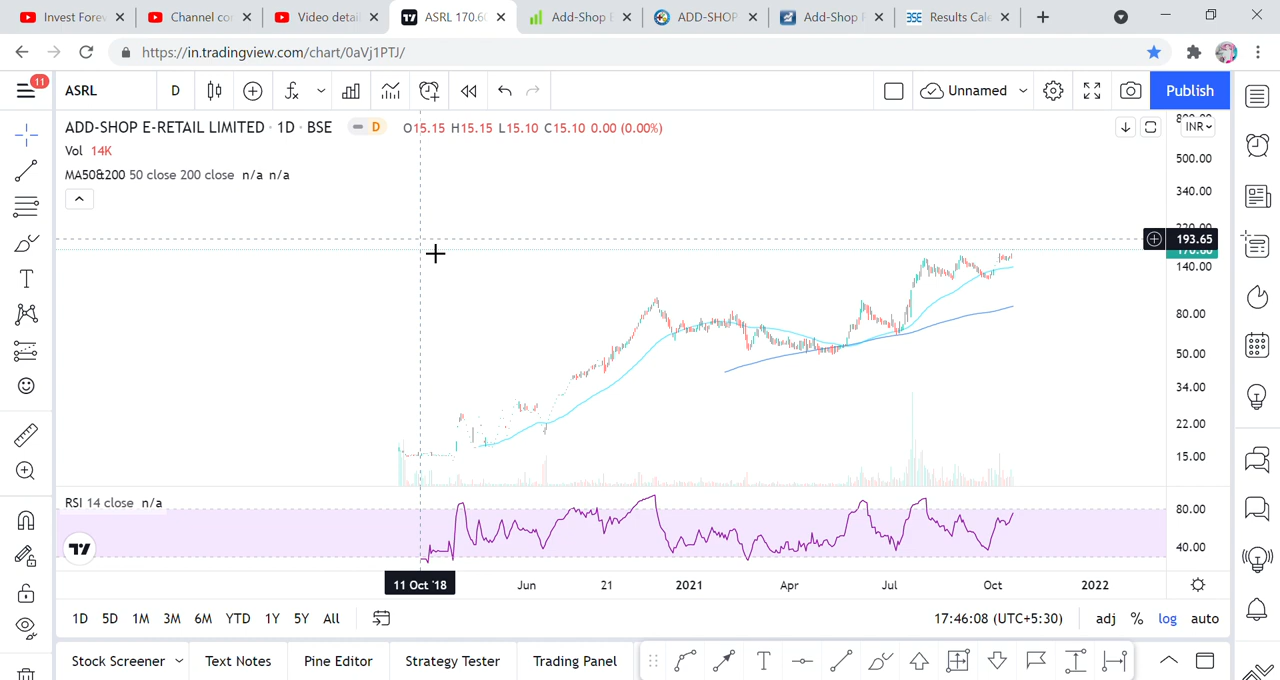 Invest Forev
Channel co
Video detai
ASRL 170.6
Add-Shop E
ADD-SHOP
Add-Shop
BSE
Results Cal
https://in.tradingview.com/chart/0aVj1PTJ/
11
ASRL
D
Unnamed
Publish
ADD-SHOP E-RETAIL LIMITED · 1D · BSE
D
O15.15 H15.15 L15.10 C15.10 0.00 (0.00%)
INR
Vol 14K
MA50&200 50 close 200 close n/a n/a
500.00
340.00
193.65
140.00
80.00
50.00
34.00
22.00
15.00
RSI 14 close n/a
80.00
40.00
11 Oct '18
Jun
21
2021
Apr
Jul
Oct
2022
1D 5D 1M 3M 6M YTD 1Y 5Y All
17:46:08 (UTC+5:30)
adj % log auto
Stock Screener
Text Notes
Pine Editor
Strategy Tester
Trading Panel